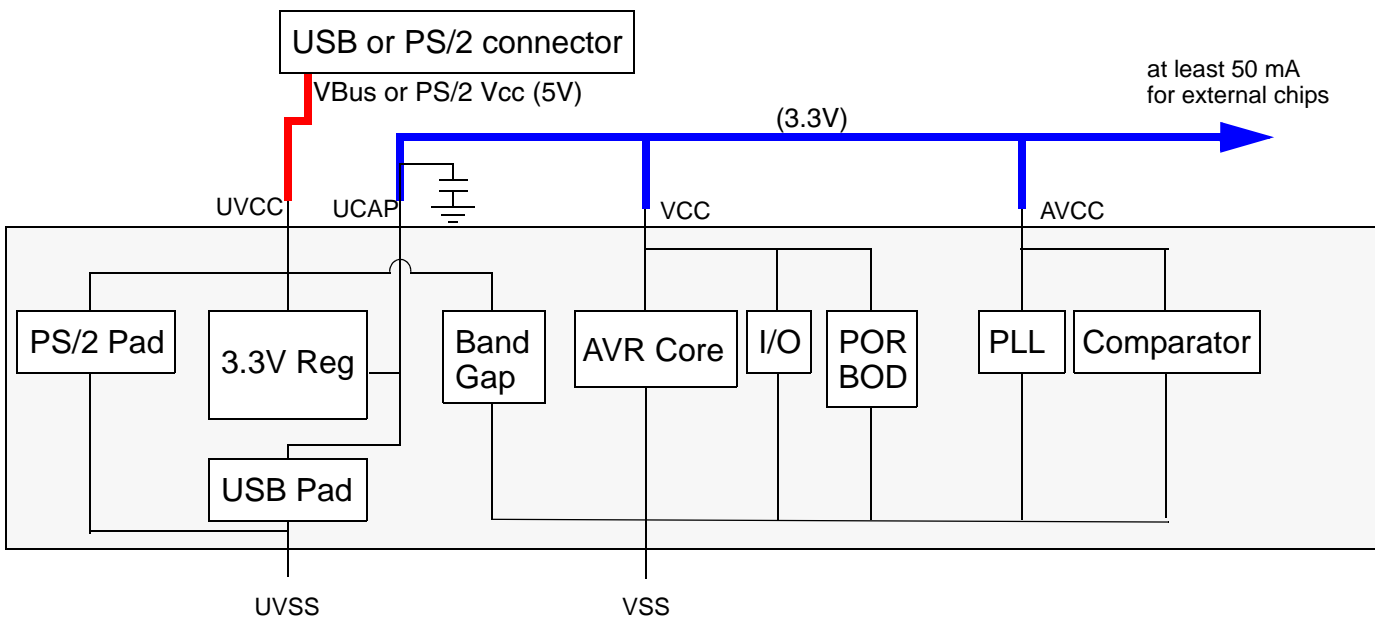 USB or PS/2 connector
VBus or PS/2 Vcc (5V)
at least 50 mA
for external chips
(3.3V)
UVCC
UCAP
VCC
AVCC
PS/2 Pad
3.3V Reg
Band
Gap
AVR Core
I/O
POR
BOD
PLL
Comparator
USB Pad
UVSS
VSS